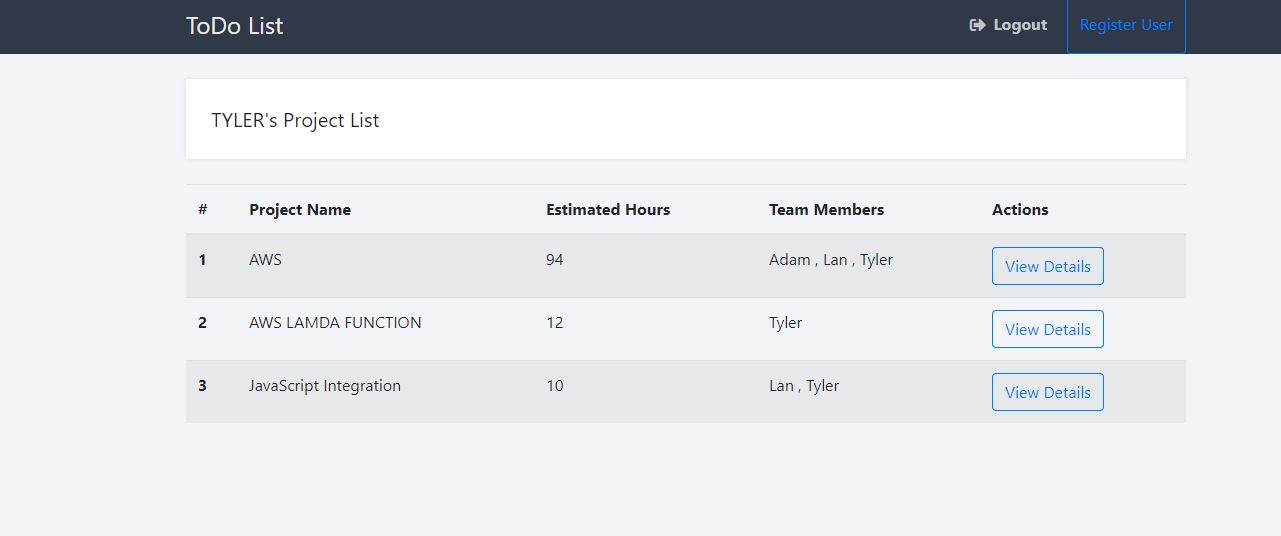 ToDo List Logout Register User
TYLER's Project List
# Project Name Estimated Hours Team Members Actions
1 AWS 94 Adam , Lan , Tyler View Details
2 AWS LAMDA FUNCTION 12 Tyler View Details
3 JavaScript Integration 10 Lan , Tyler View Details